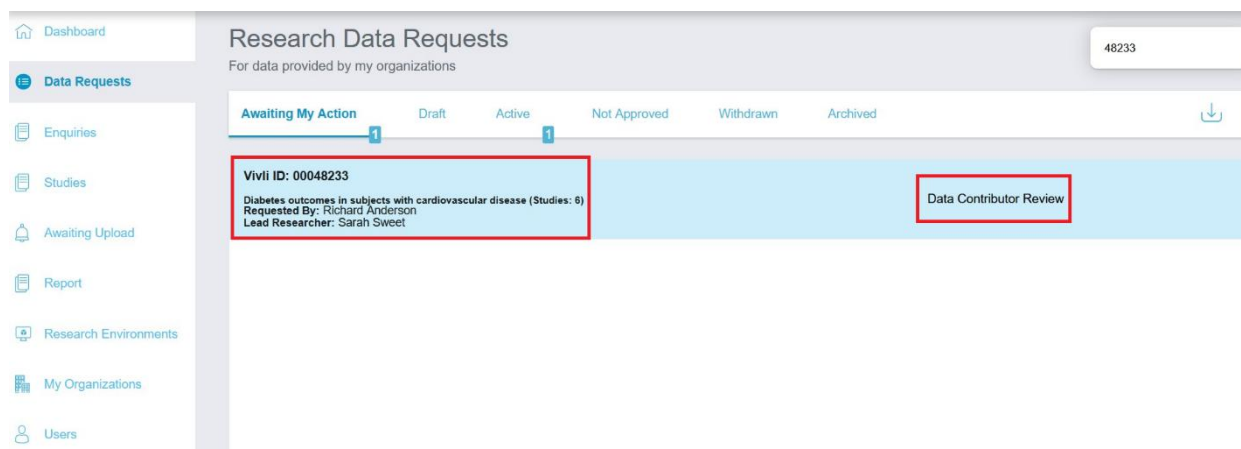 Dashboard
Data Requests
Enquiries
Studies
Awaiting Upload
Report
Research Environments
My Organizations
Users
Research Data Requests
For data provided by my organizations
48233
Awaiting My Action 1
Draft
Active 1
Not Approved
Withdrawn
Archived
Vivli ID: 00048233
Diabetes outcomes in subjects with cardiovascular disease (Studies: 6)
Requested By: Richard Anderson
Lead Researcher: Sarah Sweet
Data Contributor Review